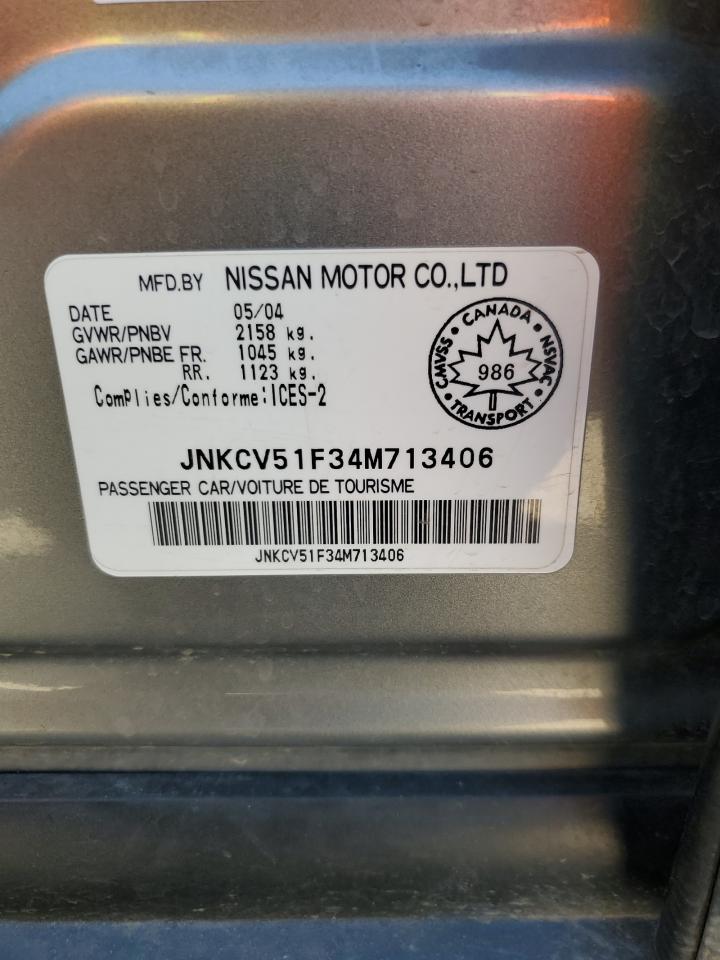 MFD.BY NISSAN MOTOR CO.,LTD
DATE 05/04
GVWR/PNBV 2158 kg.
GAWR/PNBE FR. 1045 kg.
RR. 1123 kg.
ComPlies/Conforme:ICES-2
CANADA
CMVSS • NSVAC
986
TRANSPORT
JNKCV51F34M713406
PASSENGER CAR/VOITURE DE TOURISME
JNKCV51F34M713406